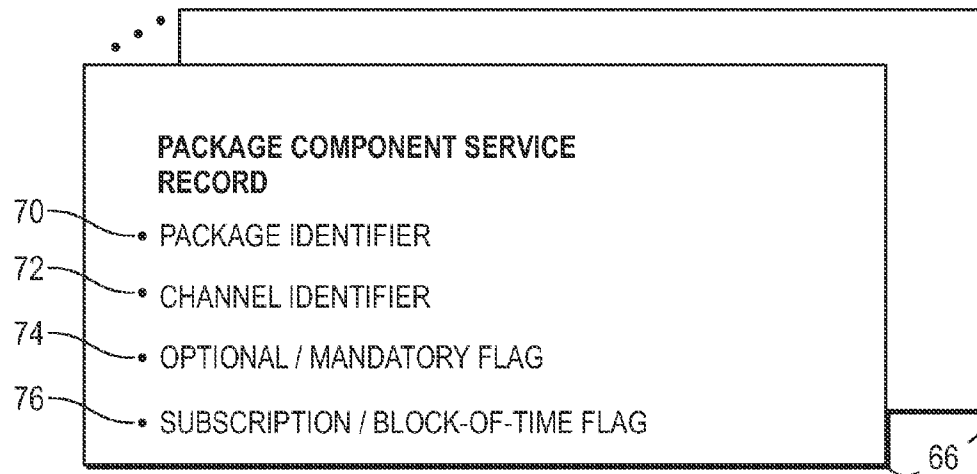 PACKAGE COMPONENT SERVICE
RECORD
70
• PACKAGE IDENTIFIER
72
• CHANNEL IDENTIFIER
74
• OPTIONAL / MANDATORY FLAG
76
• SUBSCRIPTION / BLOCK-OF-TIME FLAG
66